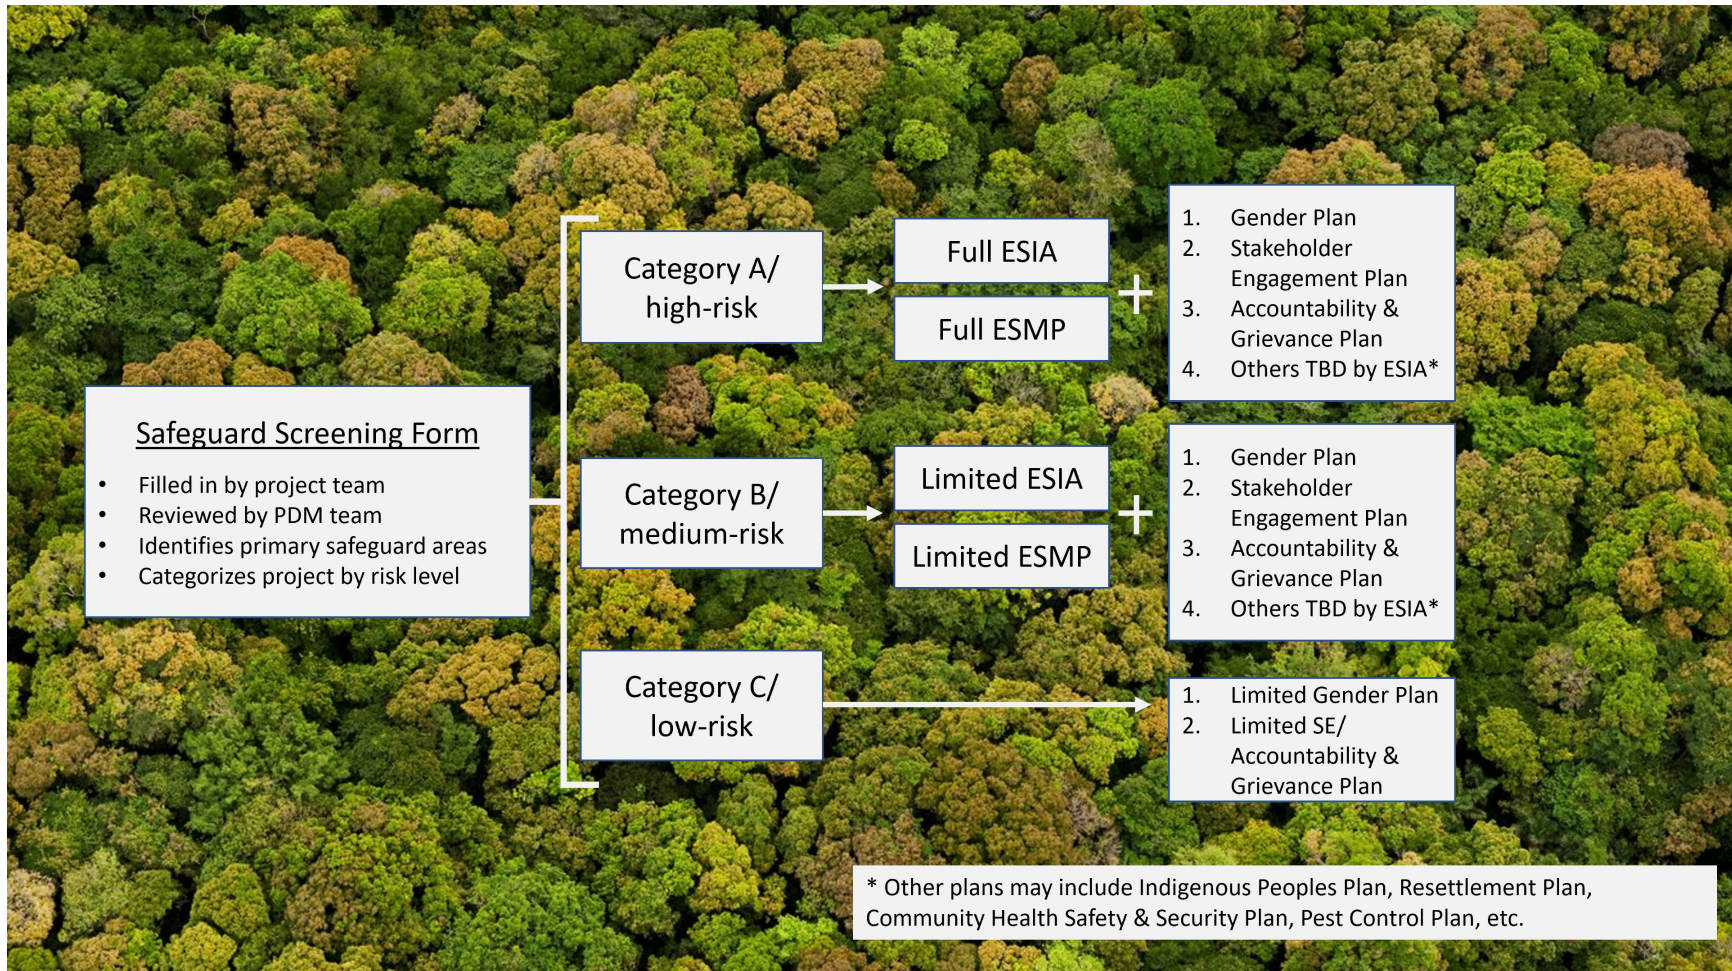 Safeguard Screening Form
• Filled in by project team
• Reviewed by PDM team
• Identifies primary safeguard areas
• Categorizes project by risk level
Category A/
high-risk
Full ESIA
Full ESMP
+
1. Gender Plan
2. Stakeholder
Engagement Plan
3. Accountability &
Grievance Plan
4. Others TBD by ESIA*
Category B/
medium-risk
Limited ESIA
Limited ESMP
+
1. Gender Plan
2. Stakeholder
Engagement Plan
3. Accountability &
Grievance Plan
4. Others TBD by ESIA*
Category C/
low-risk
1. Limited Gender Plan
2. Limited SE/
Accountability &
Grievance Plan
* Other plans may include Indigenous Peoples Plan, Resettlement Plan,
Community Health Safety & Security Plan, Pest Control Plan, etc.